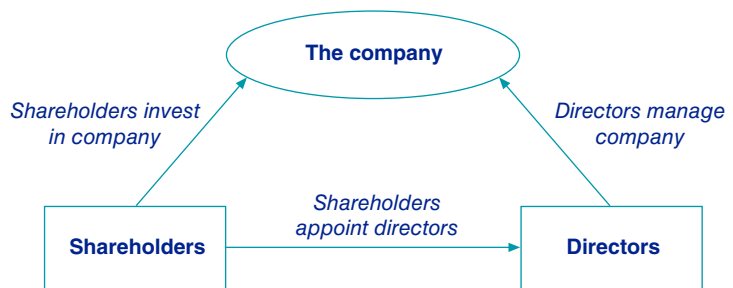 The company
Shareholders invest
in company
Directors manage
company
Shareholders
appoint directors
Shareholders
Directors